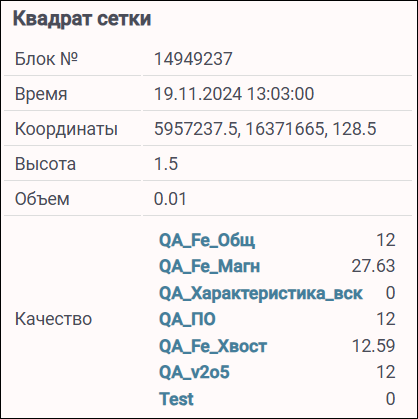 Квадрат сетки
Блок № 14949237
Время 19.11.2024 13:03:00
Координаты 5957237.5, 16371665, 128.5
Высота 1.5
Объем 0.01
Качество
QA_Fe_Общ 12
QA_Fe_Магн 27.63
QA_Характеристика_вск 0
QA_ПО 12
QA_Fe_Хвост 12.59
QA_v2o5 12
Test 0